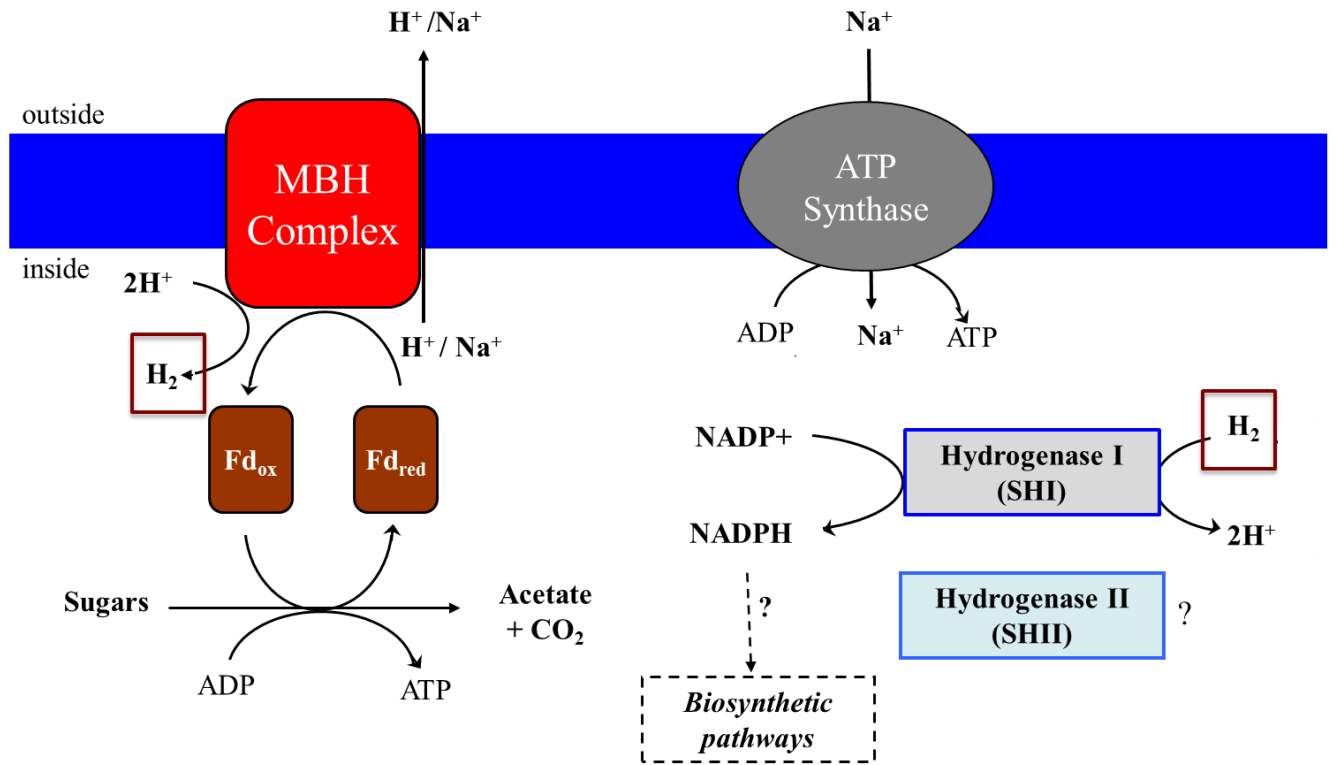 H⁺/Na⁺
Na⁺
outside
MBH
Complex
ATP
Synthase
inside
2H⁺
ADP
Na⁺
ATP
H⁺/ Na⁺
H₂
Fdₒₓ
Fd_red
NADP+
Hydrogenase I
(SHI)
H₂
NADPH
2H⁺
Sugars
Acetate
+ CO₂
?
Hydrogenase II
(SHII)
?
ADP
ATP
Biosynthetic
pathways